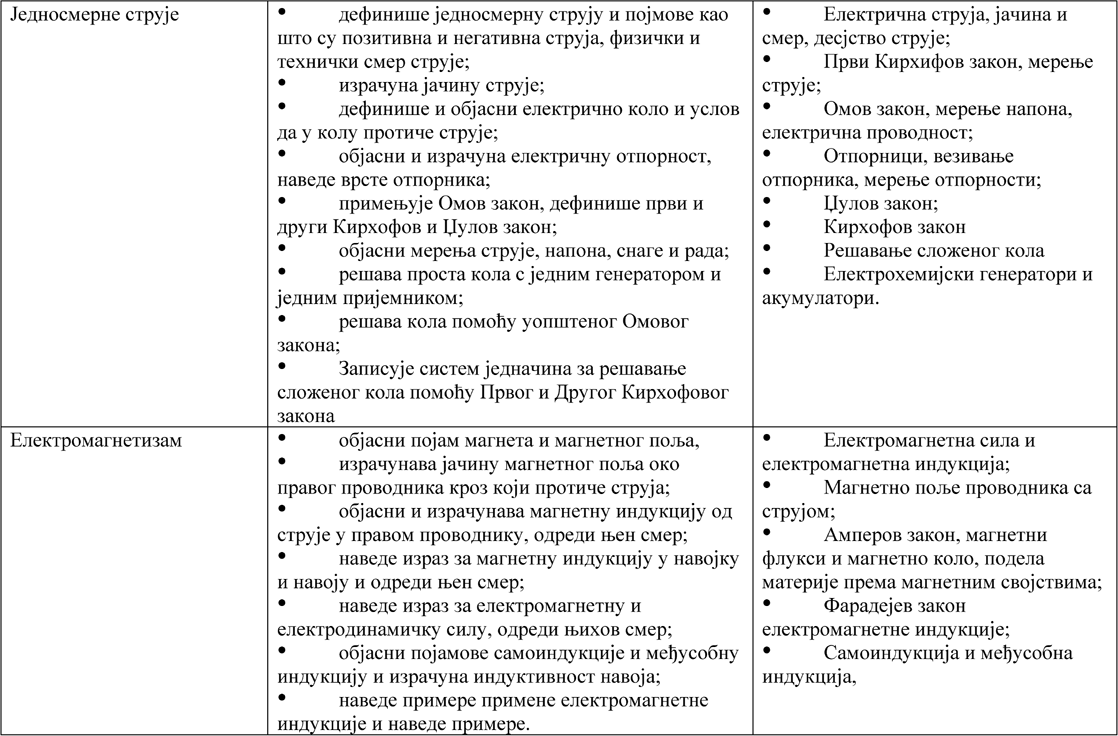 Једносмерне струје
• дефинише једносмерну струју и појмове као
што су позитивна и негативна струја, физички и
технички смер струје;
• израчуна јачину струје;
• дефинише и објасни електрично коло и услов
да у колу протиче струје;
• објасни и израчуна електричну отпорност,
наведе врсте отпорника;
• примењује Омов закон, дефинише први и
други Кирхофов и Џулов закон;
• објасни мерења струје, напона, снаге и рада;
• решава проста кола с једним генератором и
једним пријемником;
• решава кола помоћу уопштеног Омовог
закона;
• Записује систем једначина за решавање
сложеног кола помоћу Првог и Другог Кирхофовог
закона
• Електрична струја, јачина и
смер, десјство струје;
• Први Кирхифов закон, мерење
струје;
• Омов закон, мерење напона,
електрична проводност;
• Отпорници, везивање
отпорника, мерење отпорности;
• Џулов закон;
• Кирхофов закон
• Решавање сложеног кола
• Електрохемијски генератори и
акумулатори.
Електромагнетизам
• објасни појам магнета и магнетног поља,
• израчунава јачину магнетног поља око
правог проводника кроз који протиче струја;
• објасни и израчунава магнетну индукцију од
струје у правом проводнику, одреди њен смер;
• наведе израз за магнетну индукцију у навојку
и навоју и одреди њен смер;
• наведе израз за електромагнетну и
електродинамичку силу, одреди њихов смер;
• објасни појамове самоиндукције и међусобну
индукцију и израчуна индуктивност навоја;
• наведе примере примене електромагнетне
индукције и наведе примере.
• Електромагнетна сила и
електромагнетна индукција;
• Магнетно поље проводника са
струјом;
• Амперов закон, магнетни
флукси и магнетно коло, подела
материје према магнетним својствима;
• Фарадејев закон
електромагнетне индукције;
• Самоиндукција и међусобна
индукција,